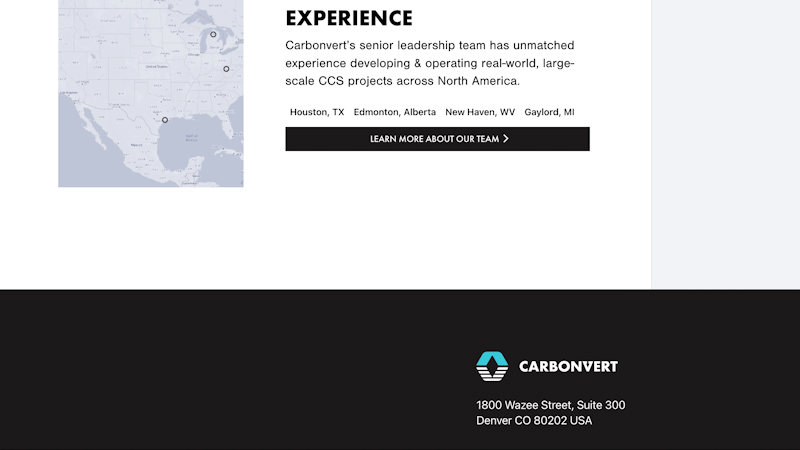 EXPERIENCE
Carbonvert's senior leadership team has unmatched
experience developing & operating real-world, large-
scale CCS projects across North America.
Houston, TX Edmonton, Alberta New Haven, WV Gaylord, MI
LEARN MORE ABOUT OUR TEAM
CARBONVERT
1800 Wazee Street, Suite 300
Denver CO 80202 USA